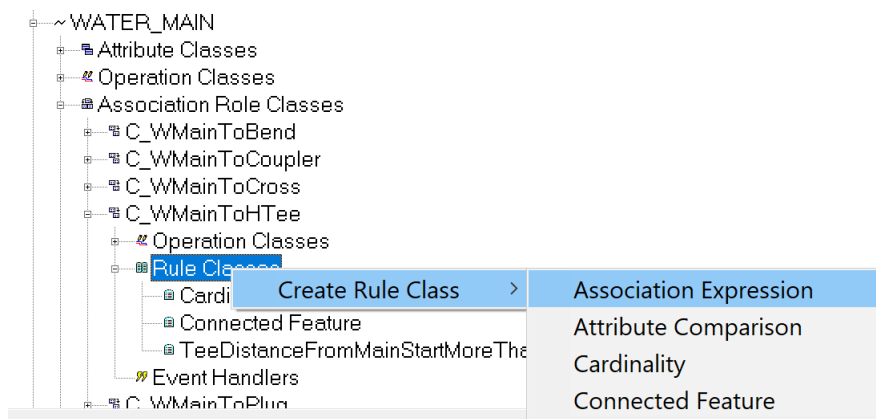 ~ WATER_MAIN
Attribute Classes
Operation Classes
Association Role Classes
C_WMainToBend
C_WMainToCoupler
C_WMainToCross
C_WMainToHTee
Operation Classes
Rule Classes
Create Rule Class >
Association Expression
Cardi
Attribute Comparison
Connected Feature
Cardinality
TeeDistanceFromMainStartMoreTha
Connected Feature
Event Handlers
C_WMainToPlug